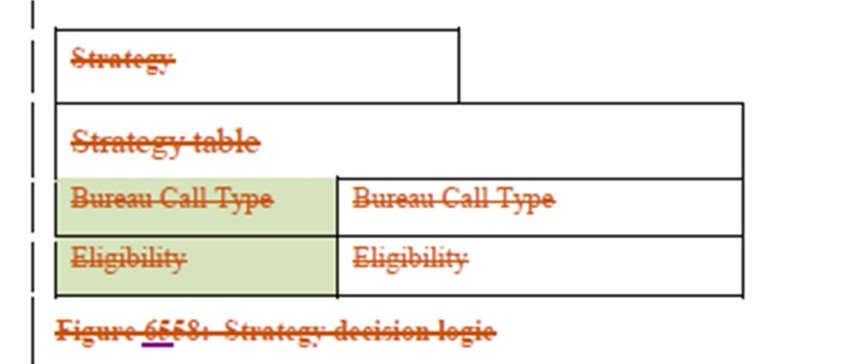 Strategy
Strategy table
Bureau Call Type Bureau Call Type
Eligibility Eligibility
Figure 6558: Strategy decision logic